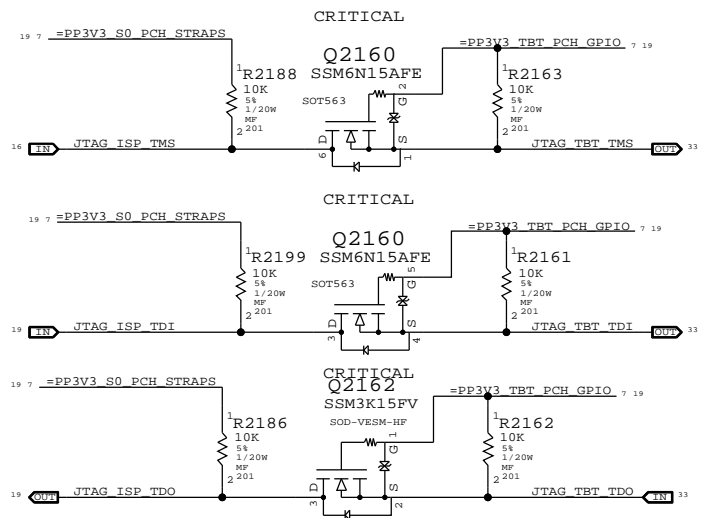 CRITICAL
19 7 =PP3V3_S0_PCH_STRAPS
=PP3V3_TBT_PCH_GPIO 7 19
Q2160
SSM6N15AFE
SOT563
1
R2188
10K
5%
1/20W
MF
201
2
2
G
D
S
6
1
1
R2163
10K
5%
1/20W
MF
201
2
16 IN JTAG_ISP_TMS
JTAG_TBT_TMS OUT 33
CRITICAL
19 7 =PP3V3_S0_PCH_STRAPS
=PP3V3_TBT_PCH_GPIO 7 19
Q2160
SSM6N15AFE
SOT563
1
R2199
10K
5%
1/20W
MF
201
2
5
G
D
S
3
4
1
R2161
10K
5%
1/20W
MF
201
2
19 IN JTAG_ISP_TDI
JTAG_TBT_TDI OUT 33
CRITICAL
19 7 =PP3V3_S0_PCH_STRAPS
=PP3V3_TBT_PCH_GPIO 7 19
Q2162
SSM3K15FV
SOD-VESM-HF
1
R2186
10K
5%
1/20W
MF
201
2
1
G
D
S
3
2
1
R2162
10K
5%
1/20W
MF
201
2
19 OUT JTAG_ISP_TDO
JTAG_TBT_TDO IN 33